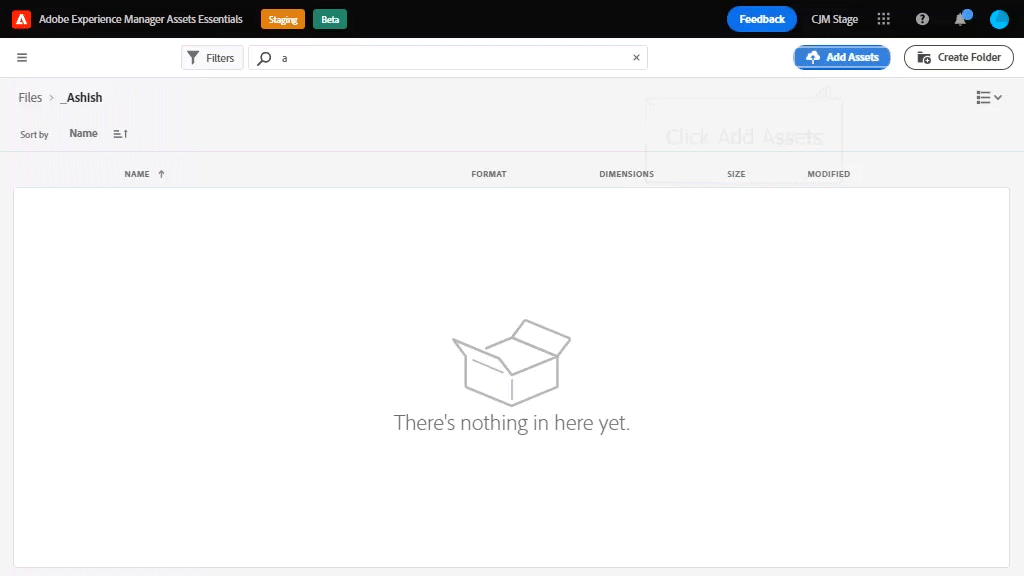 Adobe Experience Manager Assets Essentials Staging Beta Feedback CJM Stage
Filters a Add Assets Create Folder
Files > _Ashish
Click Add Assets
Sort by Name
NAME FORMAT DIMENSIONS SIZE MODIFIED
There's nothing in here yet.